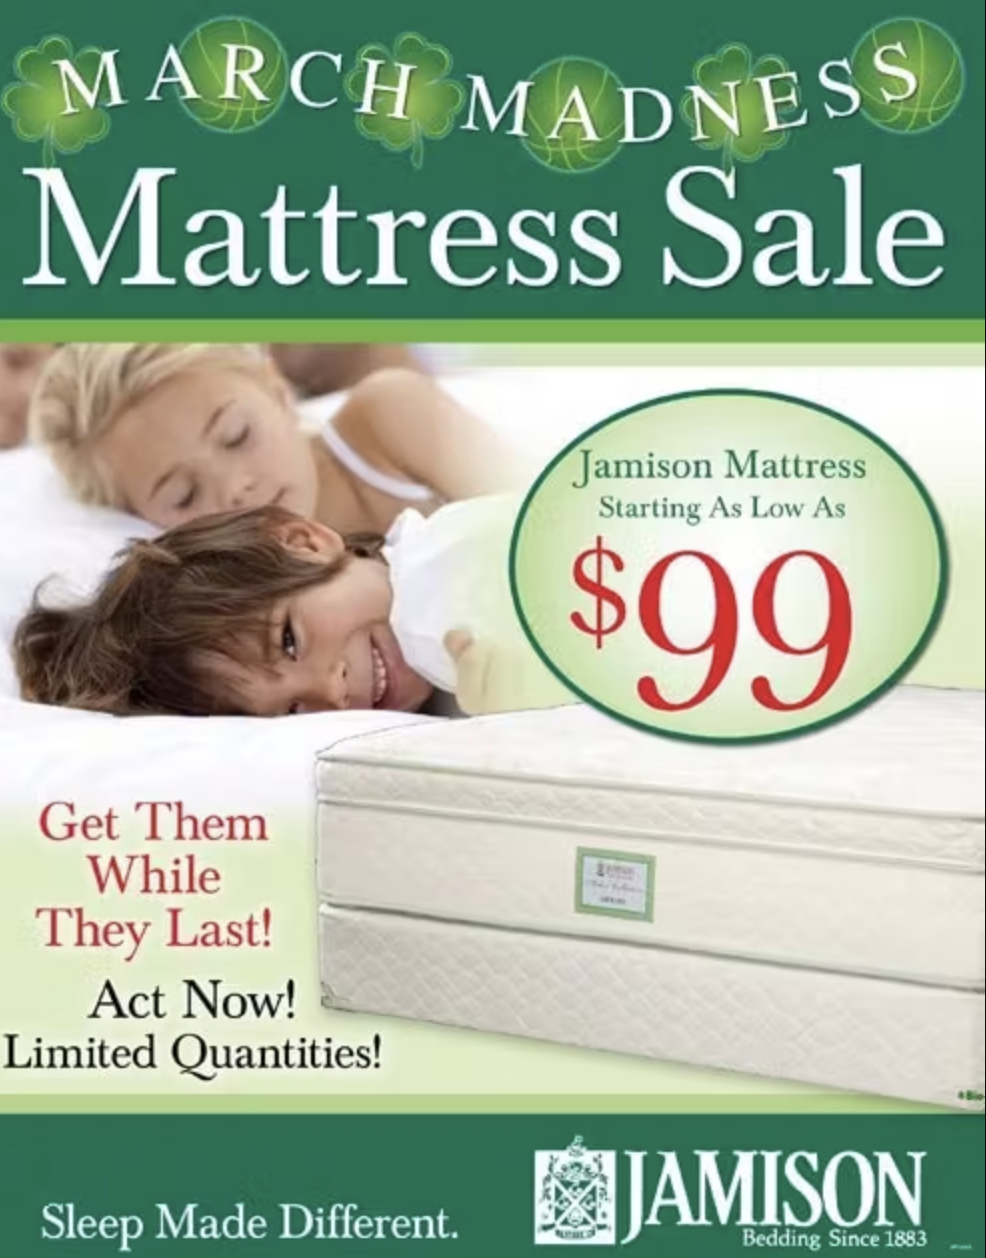 MARCH MADNESS
Mattress Sale
Jamison Mattress
Starting As Low As
$99
Get Them
While
They Last!
Act Now!
Limited Quantities!
JAMISON
Sleep Made Different.
JAMISON
Bedding Since 1883